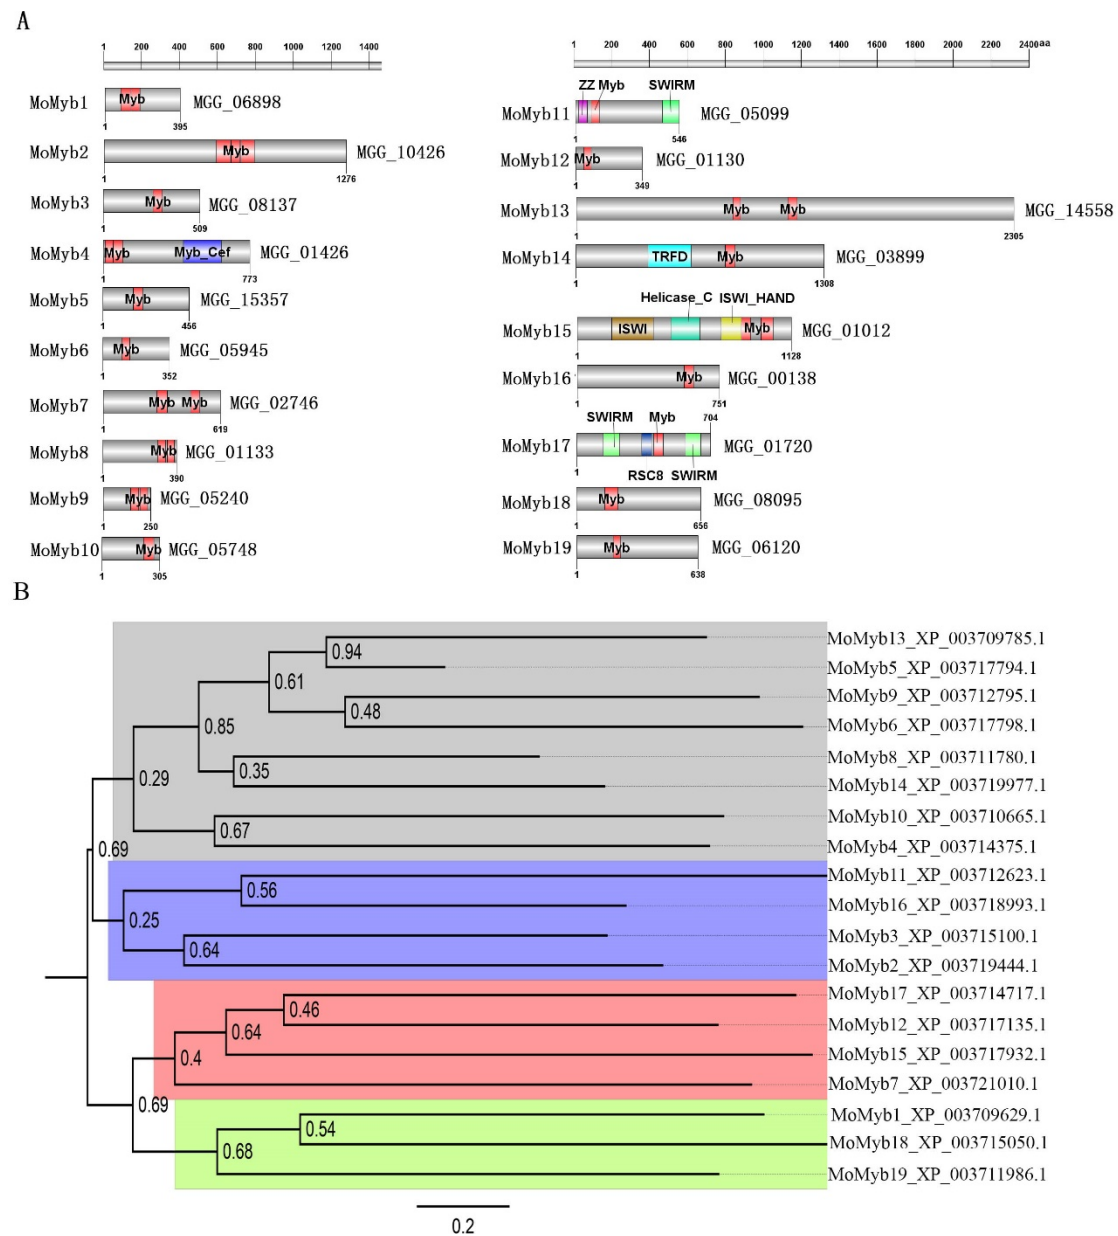 A
1 200 400 600 800 1000 1200 1400
MoMyb1 Myb MGG_06898
1 395
MoMyb2 Myb MGG_10426
1 1276
MoMyb3 Myb MGG_08137
1 509
MoMyb4 Myb Myb_Cef MGG_01426
1 773
MoMyb5 Myb MGG_15357
1 456
MoMyb6 Myb MGG_05945
1 352
MoMyb7 Myb Myb MGG_02746
1 619
MoMyb8 Myb MGG_01133
1 390
MoMyb9 Myb MGG_05240
1 250
MoMyb10 Myb MGG_05748
1 305
1 200 400 600 800 1000 1200 1400 1600 1800 2000 2200 2400aa
ZZ Myb SWIRM
MoMyb11 MGG_05099
1 546
MoMyb12 Myb MGG_01130
1 349
MoMyb13 Myb Myb MGG_14558
1 2305
MoMyb14 TRFD Myb MGG_03899
1 1308
Helicase_C ISWI_HAND
MoMyb15 ISWI Myb MGG_01012
1 1128
MoMyb16 Myb MGG_00138
1 751
SWIRM Myb 704
MoMyb17 MGG_01720
1 RSC8 SWIRM
MoMyb18 Myb MGG_08095
1 656
MoMyb19 Myb MGG_06120
1 638
B
MoMyb13_XP_003709785.1
0.94
MoMyb5_XP_003717794.1
0.61
MoMyb9_XP_003712795.1
0.48
MoMyb6_XP_003717798.1
0.85
MoMyb8_XP_003711780.1
0.35
0.29
MoMyb14_XP_003719977.1
MoMyb10_XP_003710665.1
0.67
MoMyb4_XP_003714375.1
0.69
MoMyb11_XP_003712623.1
0.56
MoMyb16_XP_003718993.1
0.25
MoMyb3_XP_003715100.1
0.64
MoMyb2_XP_003719444.1
MoMyb17_XP_003714717.1
0.46
MoMyb12_XP_003717135.1
0.64
MoMyb15_XP_003717932.1
0.4
MoMyb7_XP_003721010.1
0.69
MoMyb1_XP_003709629.1
0.54
MoMyb18_XP_003715050.1
0.68
MoMyb19_XP_003711986.1
0.2